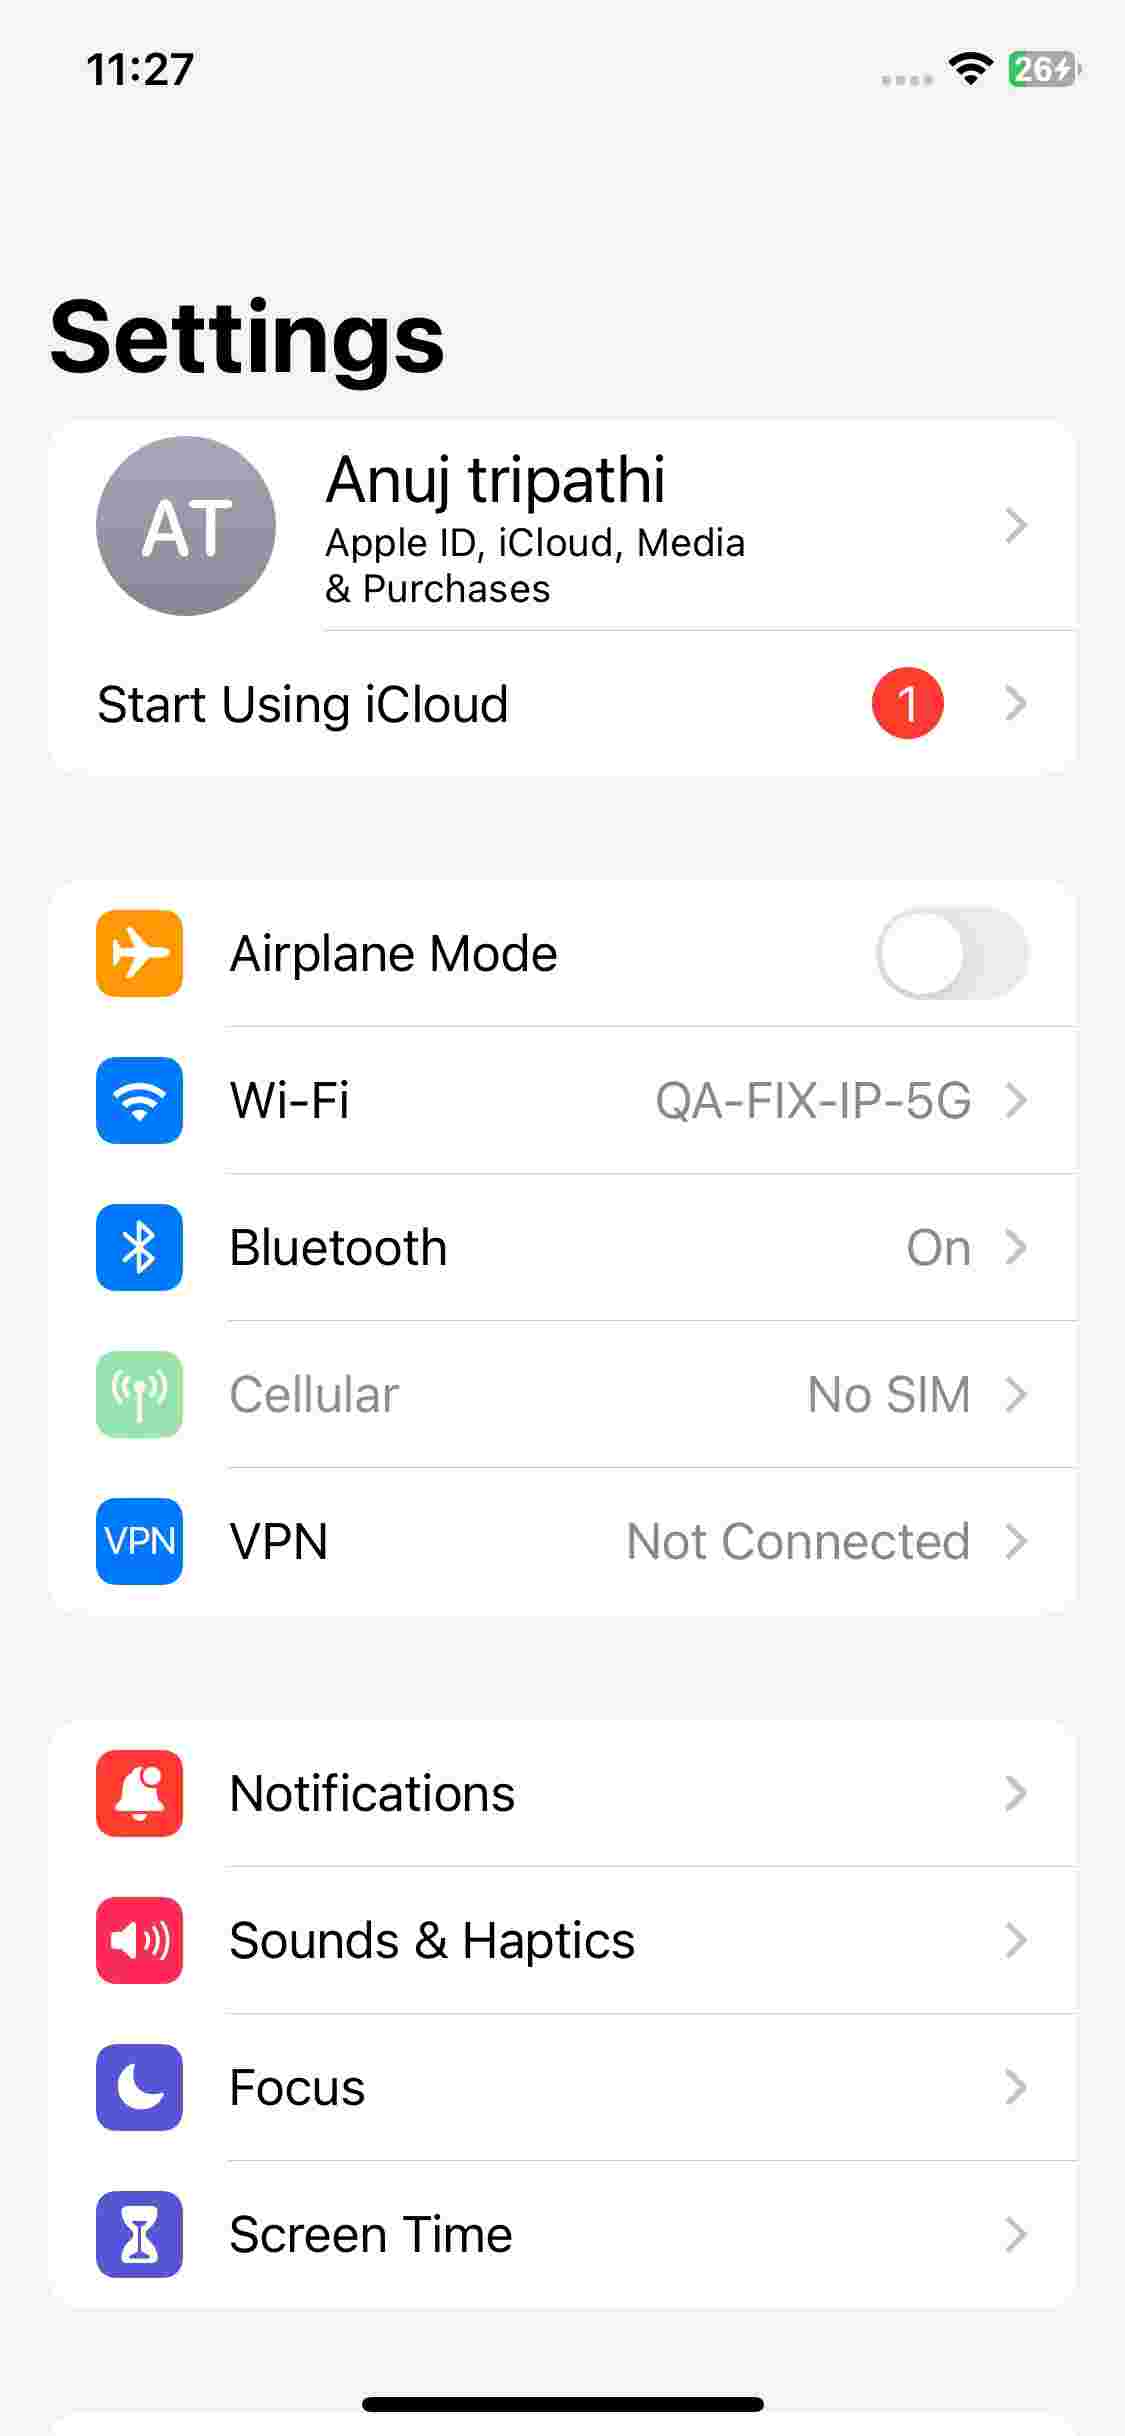 11:27
26
Settings
AT
Anuj tripathi
Apple ID, iCloud, Media
& Purchases
Start Using iCloud 1
Airplane Mode
Wi-Fi QA-FIX-IP-5G
Bluetooth On
Cellular No SIM
VPN VPN Not Connected
Notifications
Sounds & Haptics
Focus
Screen Time